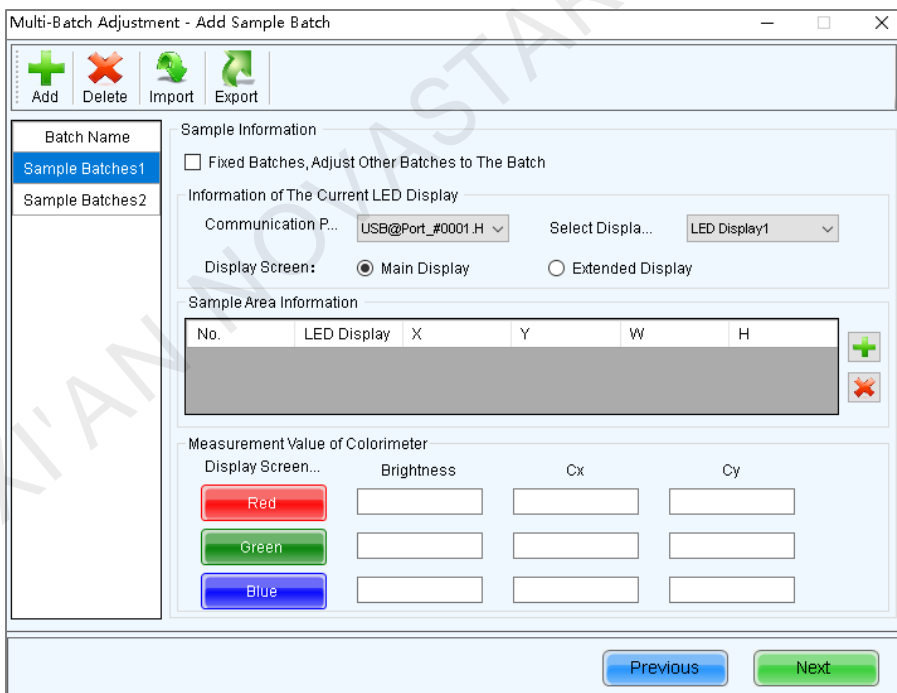 Multi-Batch Adjustment - Add Sample Batch
Add Delete Import Export
Batch Name
Sample Batches1
Sample Batches2
Sample Information
Fixed Batches, Adjust Other Batches to The Batch
Information of The Current LED Display
Communication P... USB@Port_#0001.H Select Displa... LED Display1
Display Screen: Main Display Extended Display
Sample Area Information
No. LED Display X Y W H
Measurement Value of Colorimeter
Display Screen... Brightness Cx Cy
Red
Green
Blue
Previous Next
XI'AN NOVASTAR